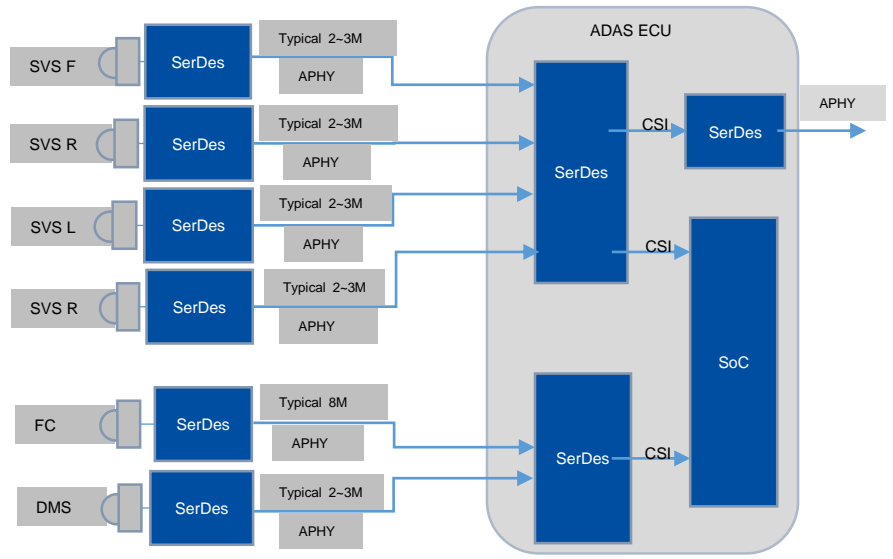 ADAS ECU
SVS F
SerDes
Typical 2~3M
APHY
SVS R
SerDes
Typical 2~3M
APHY
SVS L
SerDes
Typical 2~3M
APHY
SVS R
SerDes
Typical 2~3M
APHY
SerDes
CSI
SerDes
APHY
CSI
SoC
FC
SerDes
Typical 8M
APHY
DMS
SerDes
Typical 2~3M
APHY
SerDes
CSI